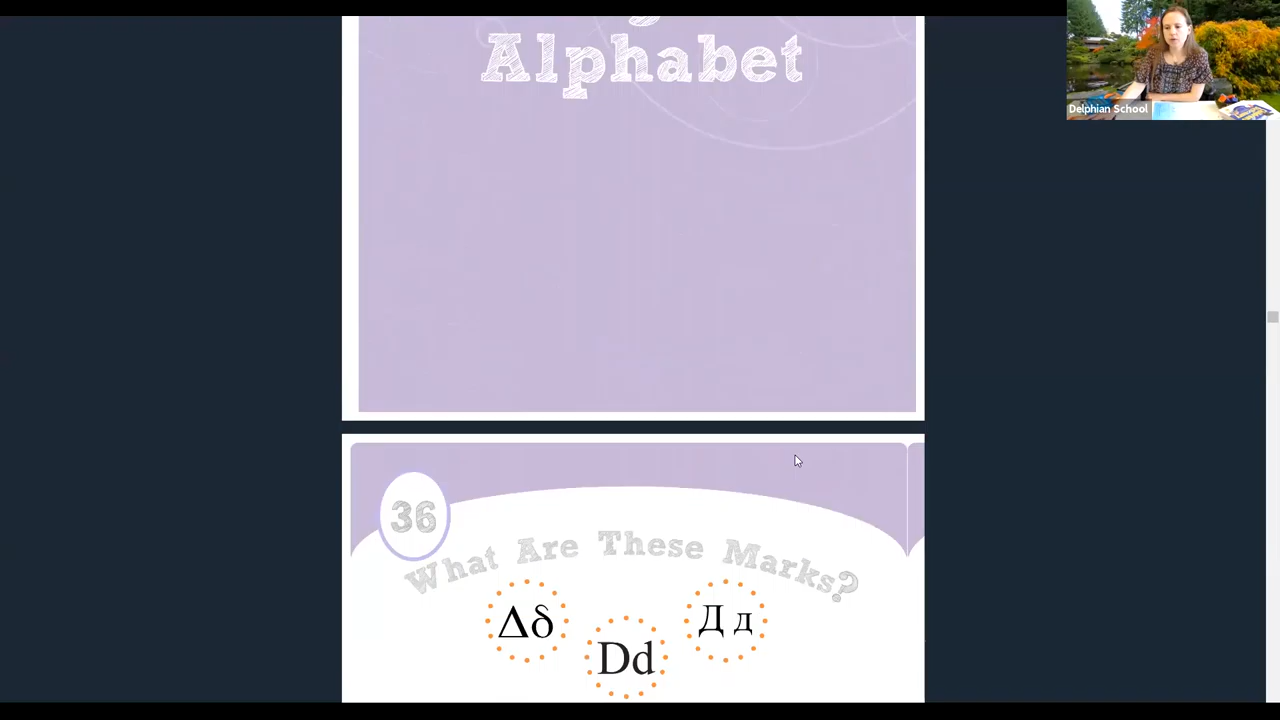 Alphabet
Delphian School
36
What Are These Marks?
Δδ
Dd
Д д